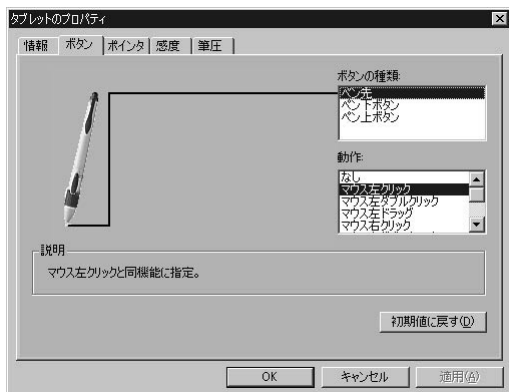 タブレットのプロパティ
情報 ボタン ポインタ 感度 筆圧
ボタンの種類:
ペン先
ペン下ボタン
ペン上ボタン
動作:
なし
マウス左クリック
マウス左ダブルクリック
マウス左ドラッグ
マウス右クリック
説明
マウス左クリックと同機能に指定。
初期値に戻す(D)
OK キャンセル 適用(A)